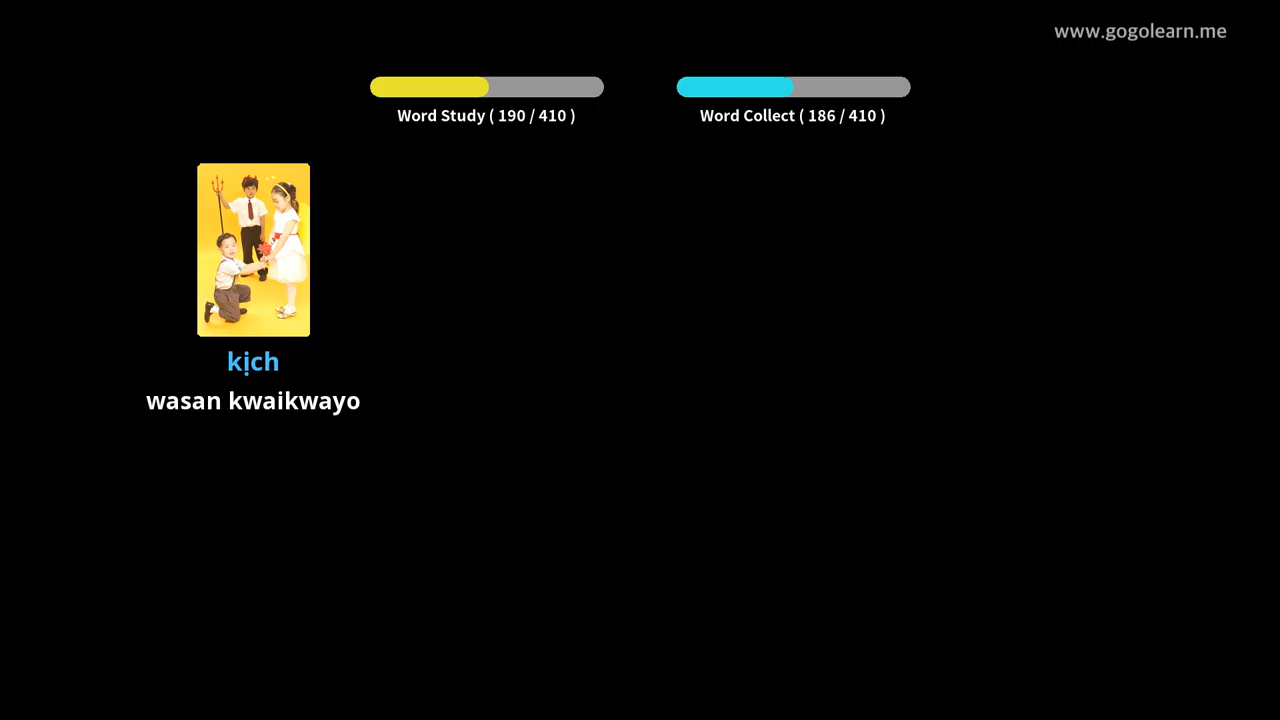 www.gogolearn.me
Word Study ( 190 / 410 )
Word Collect ( 186 / 410 )
kịch
wasan kwaikwayo